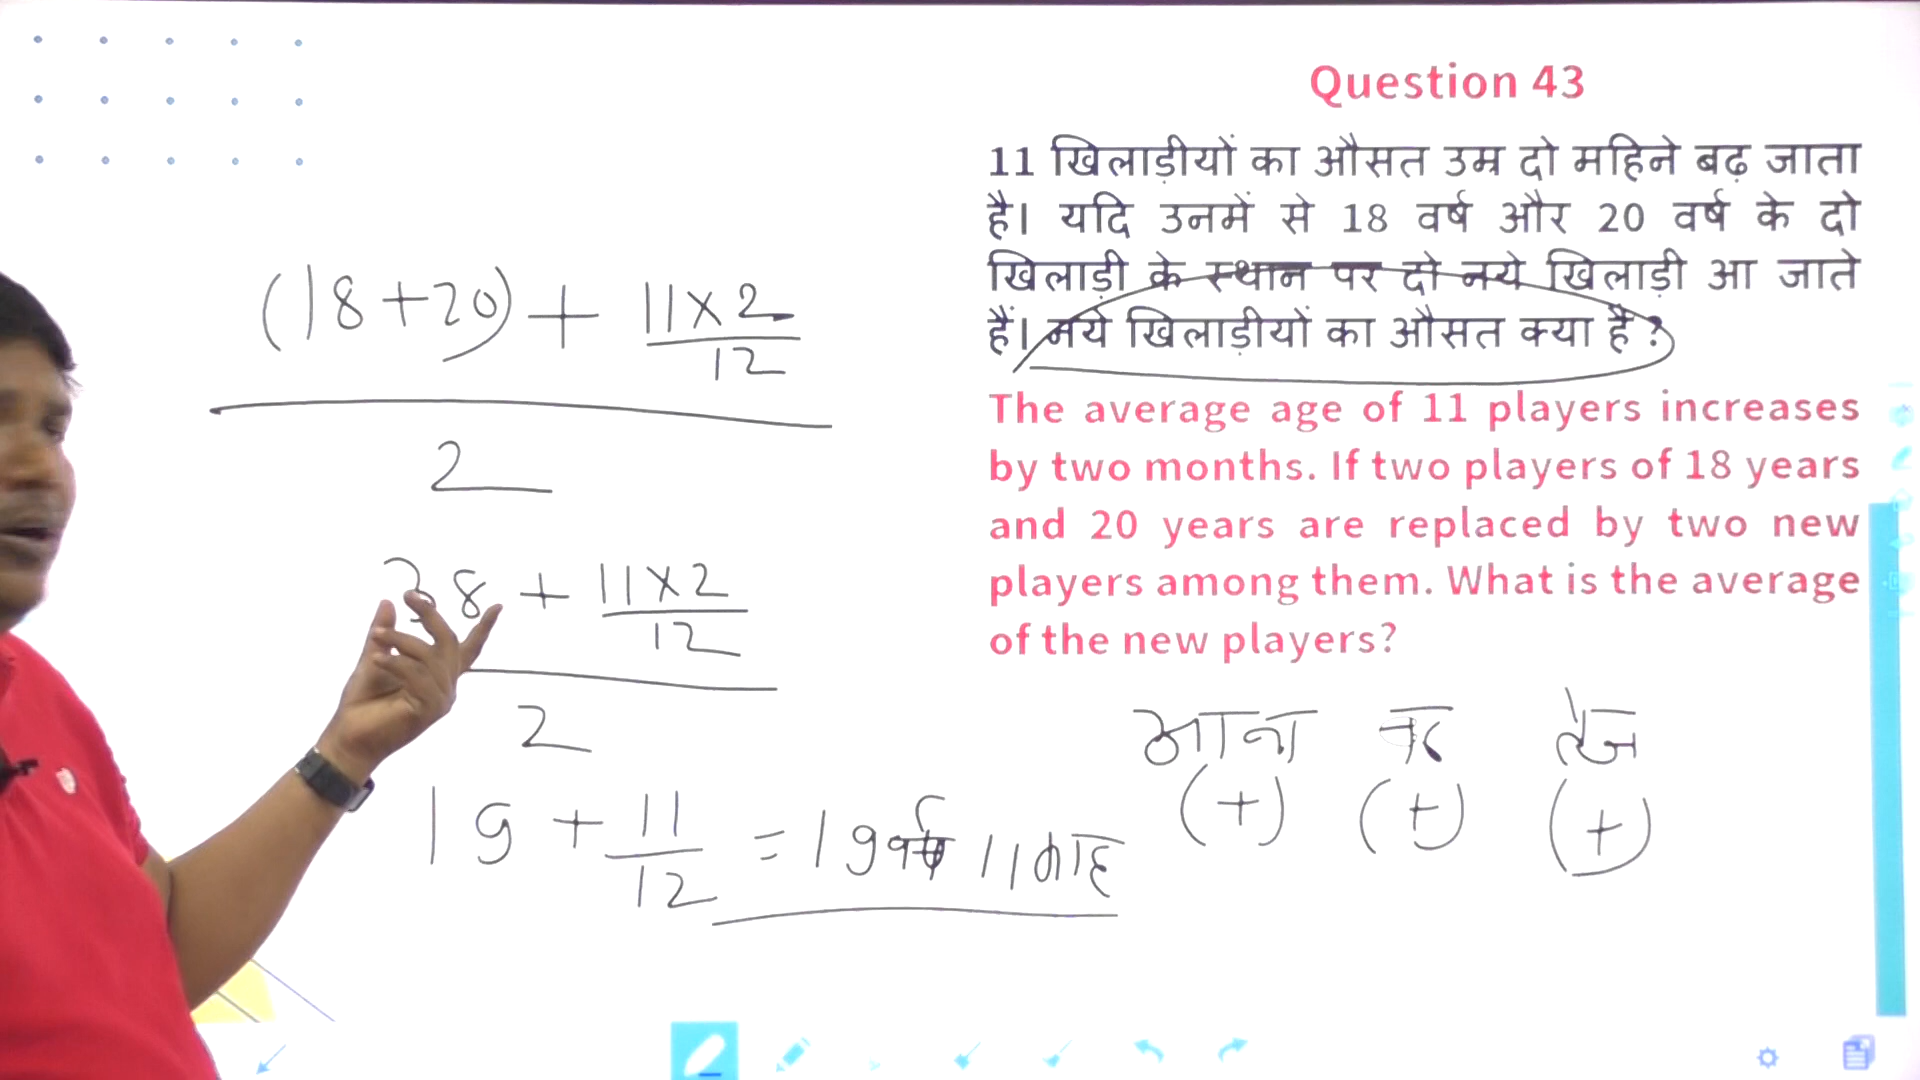 Question 43
11 खिलाड़ीयों का औसत उम्र दो महिने बढ़ जाता
है। यदि उनमें से 18 वर्ष और 20 वर्ष के दो
खिलाड़ी के स्थान पर दो नये खिलाड़ी आ जाते
हैं। नये खिलाड़ीयों का औसत क्या है ?
The average age of 11 players increases
by two months. If two players of 18 years
and 20 years are replaced by two new
players among them. What is the average
of the new players?
(18+20) + 11×2
12
2
38 + 11×2
12
2
19 + 11 = 19 वर्ष 11 माह
12
(+) (+) (+)